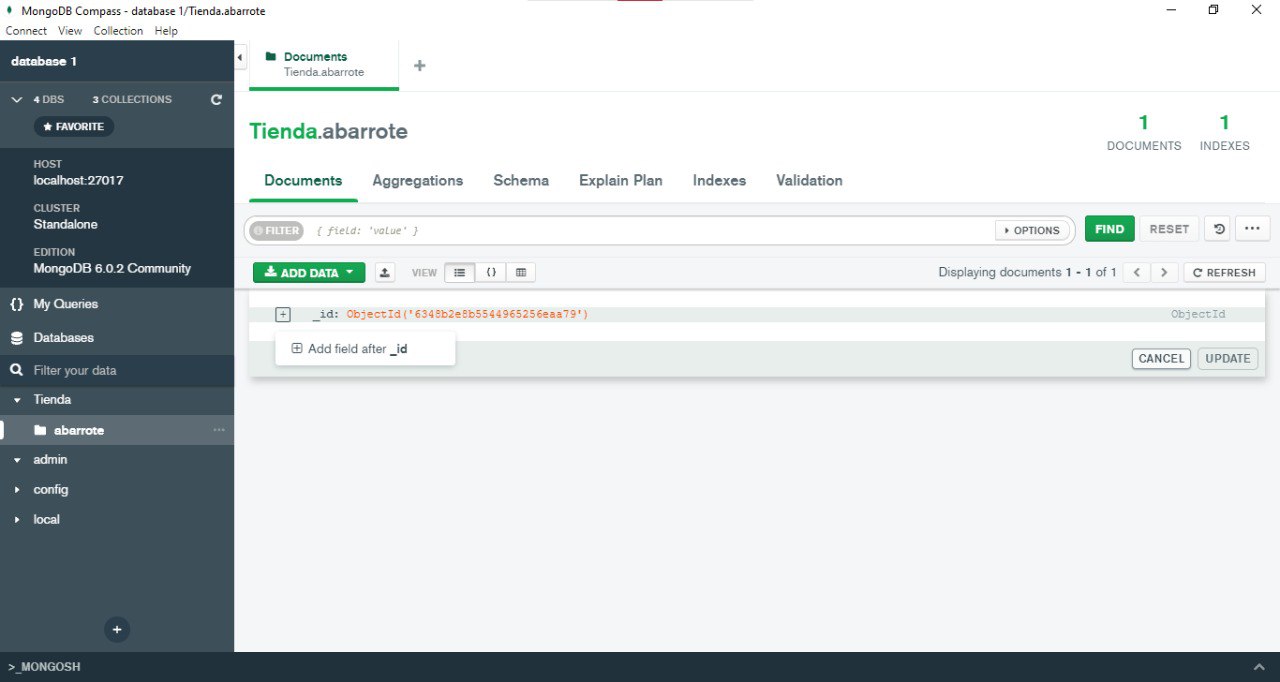 MongoDB Compass - database 1/Tienda.abarrote
Connect View Collection Help
database 1
4 DBS 3 COLLECTIONS
FAVORITE
HOST
localhost:27017
CLUSTER
Standalone
EDITION
MongoDB 6.0.2 Community
{} My Queries
Databases
Filter your data
Tienda
abarrote
admin
config
local
+
Documents
Tienda.abarrote
+
Tienda.abarrote
1
DOCUMENTS
1
INDEXES
Documents Aggregations Schema Explain Plan Indexes Validation
FILTER { field: 'value' } OPTIONS FIND RESET ...
ADD DATA VIEW {} Displaying documents 1 - 1 of 1 < > REFRESH
_id: ObjectId('6348b2e8b5544965256eaa79') ObjectId
Add field after _id
CANCEL UPDATE
>_MONGOSH